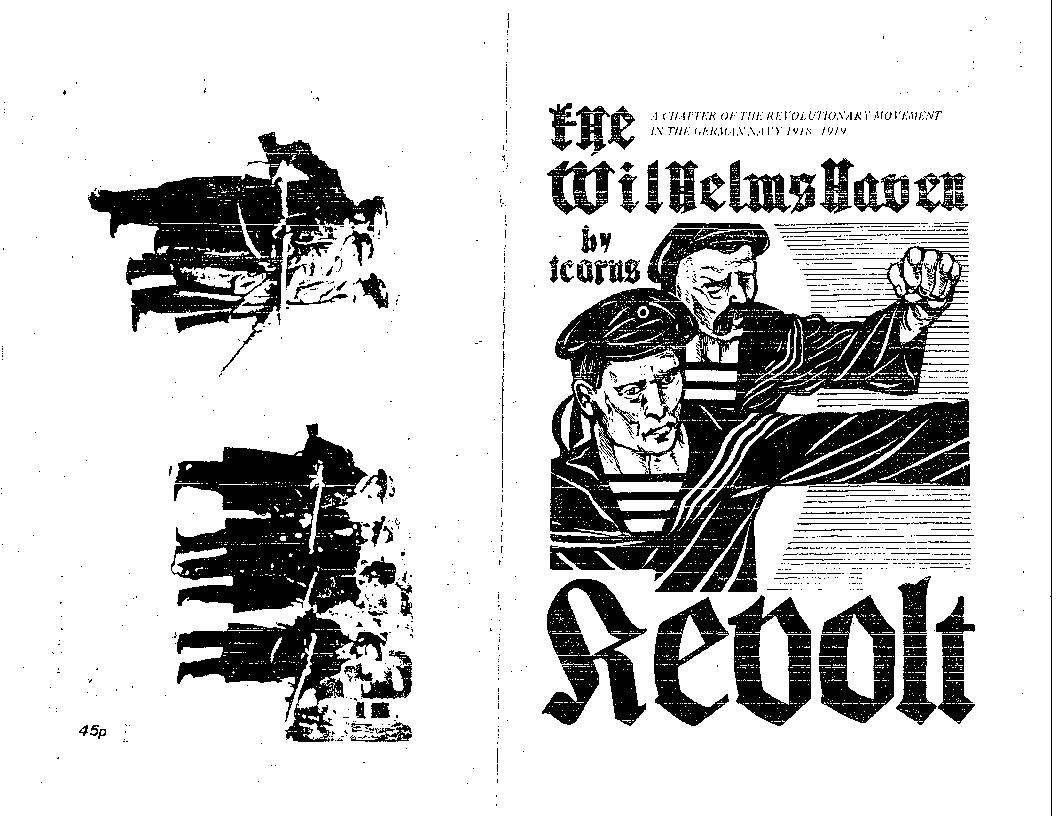 45p
the
A CHAPTER OF THE REVOLUTIONARY MOVEMENT
IN THE GERMAN NAVY 1918-1919
WilHelmsHaven
by
icarus
Revolt